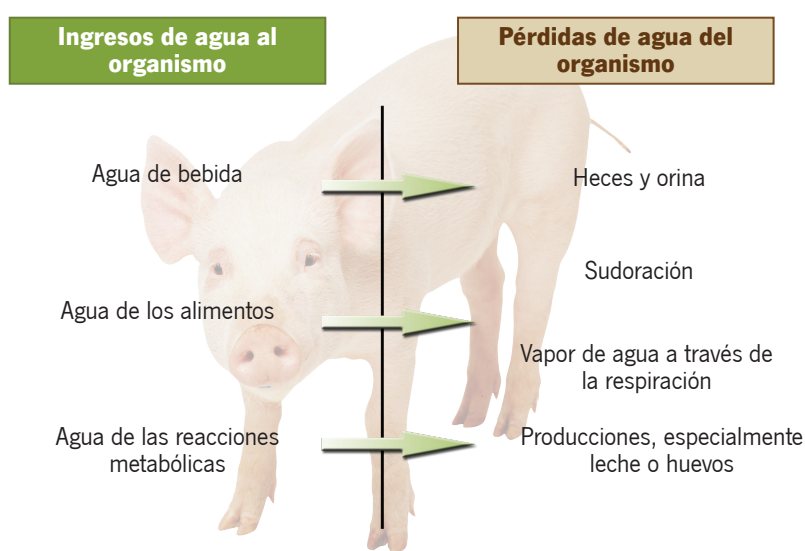 Ingresos de agua al
organismo
Pérdidas de agua del
organismo
Agua de bebida
Heces y orina
Sudoración
Agua de los alimentos
Vapor de agua a través de
la respiración
Agua de las reacciones
metabólicas
Producciones, especialmente
leche o huevos